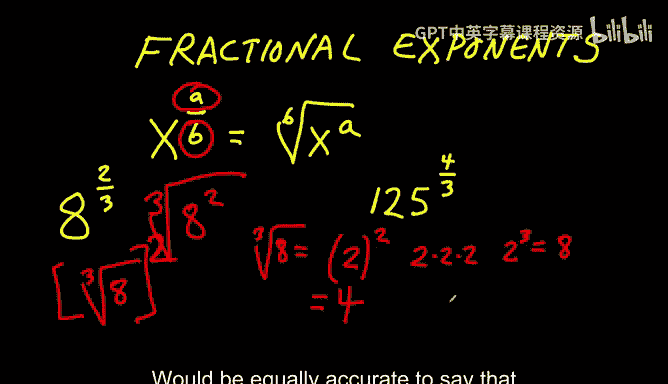 FRACTIONAL EXPONENTS
GPT中英字幕课程资源 bilibili
x^(a/b) = ᵇ√(x^a)
8^(2/3) ³√(8²) 125^(4/3)
[³√8]² ³√8 = (2)² 2·2·2 2³ = 8
= 4
Would be equally accurate to say that